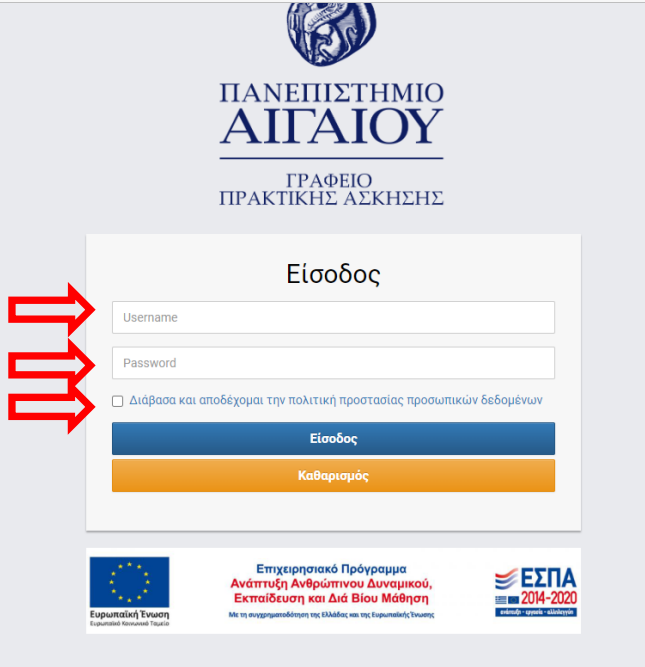 ΠΑΝΕΠΙΣΤΗΜΙΟ
ΑΙΓΑΙΟΥ
ΓΡΑΦΕΙΟ
ΠΡΑΚΤΙΚΗΣ ΑΣΚΗΣΗΣ
Είσοδος
Username
Password
Διάβασα και αποδέχομαι την πολιτική προστασίας προσωπικών δεδομένων
Είσοδος
Καθαρισμός
Ευρωπαϊκή Ένωση
Ευρωπαϊκό Κοινωνικό Ταμείο
Επιχειρησιακό Πρόγραμμα
Ανάπτυξη Ανθρώπινου Δυναμικού,
Εκπαίδευση και Διά Βίου Μάθηση
Με τη συγχρηματοδότηση της Ελλάδας και της Ευρωπαϊκής Ένωσης
ΕΣΠΑ
2014-2020
ανάπτυξη - εργασία - αλληλεγγύη